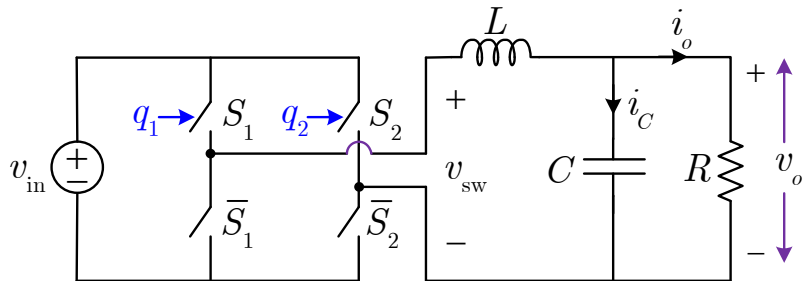 L
i_o
q_1
S_1
q_2
S_2
+
i_C
+
v_in
+
−
v_sw
C
R
v_o
S̅_1
S̅_2
−
−